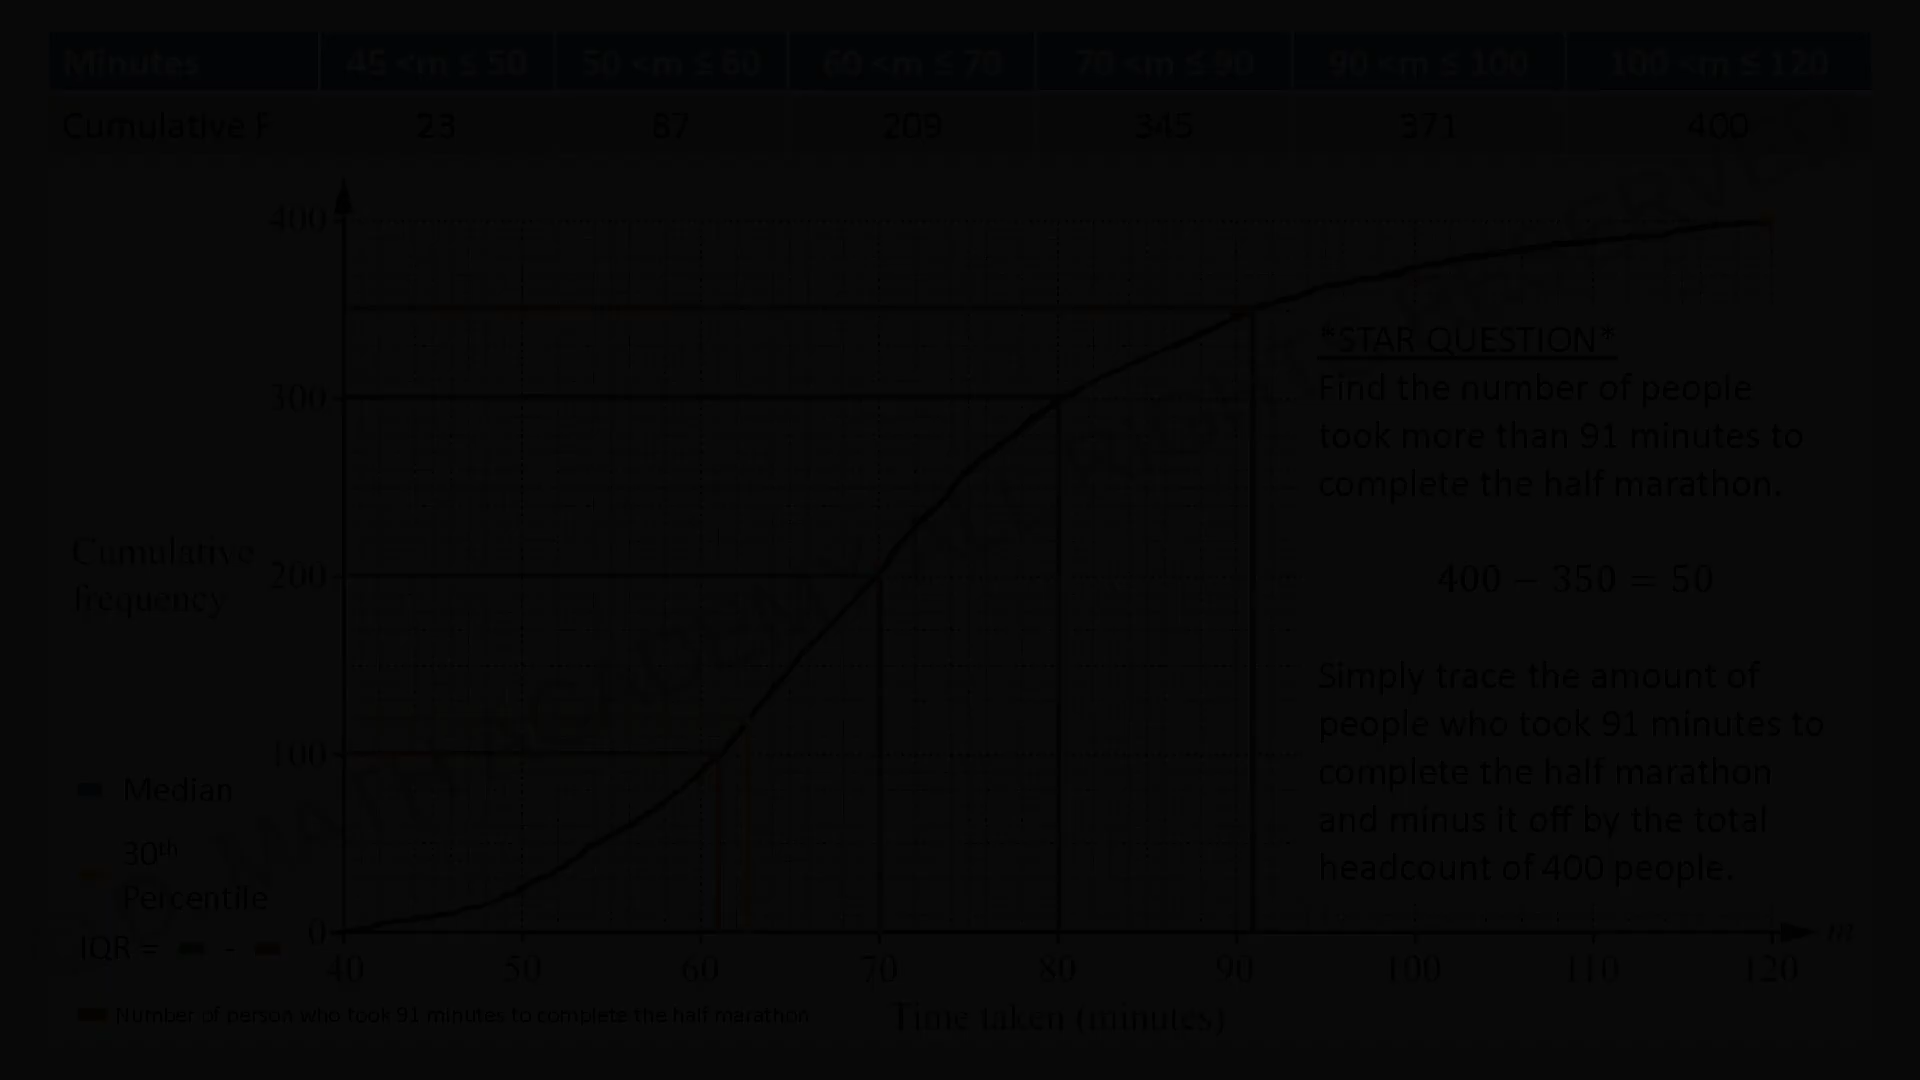 Minutes 45 <m ≤ 50 50 <m ≤ 60 60 <m ≤ 70 70 <m ≤ 90 90 <m ≤ 100 100 <m ≤ 120
Cumulative F 23 87 209 345 371 400
400
300
200
100
0
Cumulative
frequency
*STAR QUESTION*
Find the number of people
took more than 91 minutes to
complete the half marathon.
400 − 350 = 50
Simply trace the amount of
people who took 91 minutes to
complete the half marathon
and minus it off by the total
headcount of 400 people.
Median
30th
Percentile
IQR = -
40 50 60 70 80 90 100 110 120 m
Number of person who took 91 minutes to complete the half marathon
Time taken (minutes)